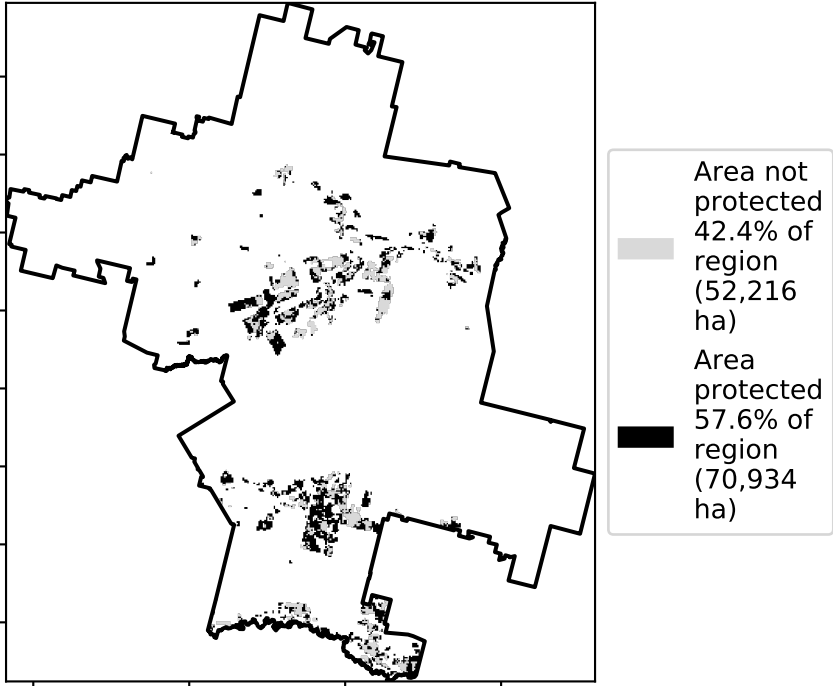 Area not
protected
42.4% of
region
(52,216
ha)
Area
protected
57.6% of
region
(70,934
ha)